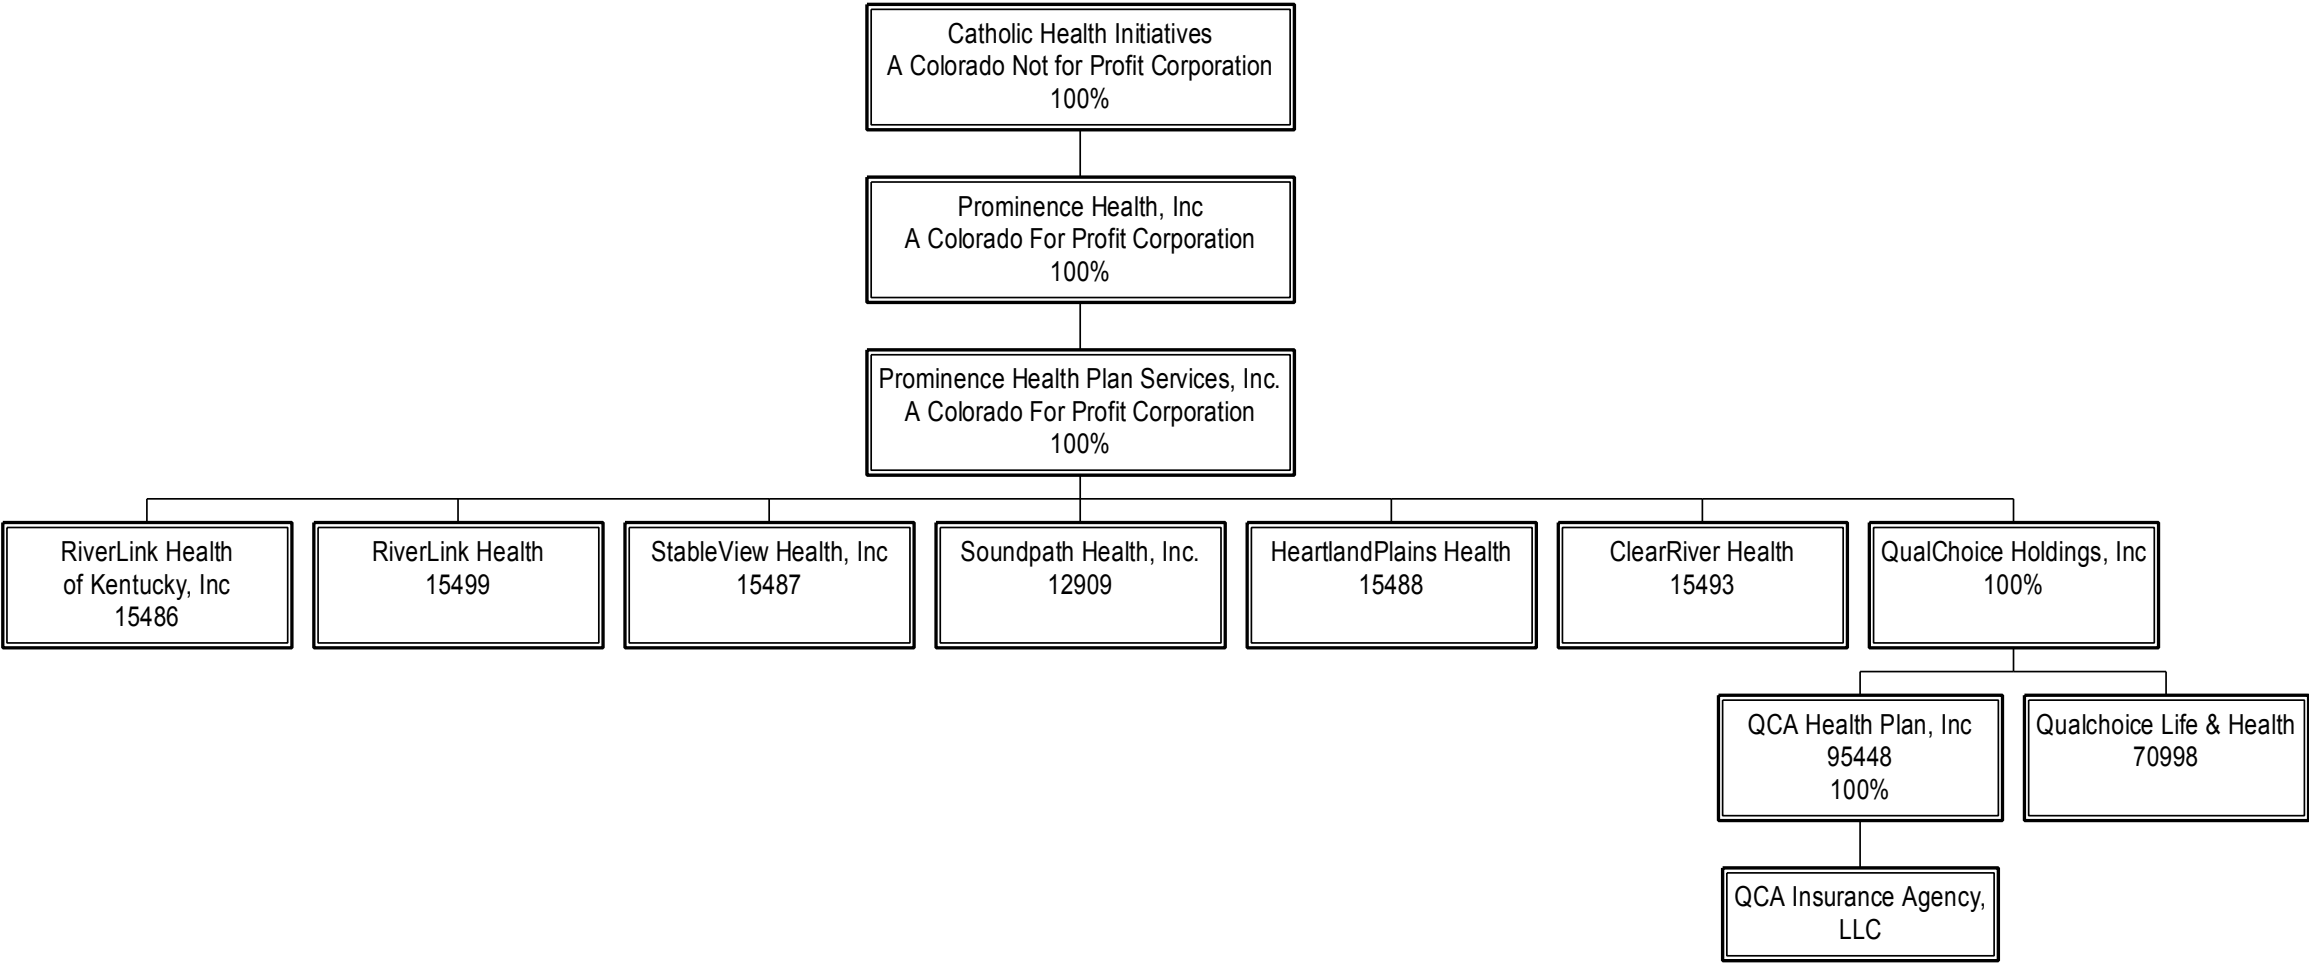 Catholic Health Initiatives
A Colorado Not for Profit Corporation
100%
Prominence Health, Inc
A Colorado For Profit Corporation
100%
Prominence Health Plan Services, Inc.
A Colorado For Profit Corporation
100%
RiverLink Health
of Kentucky, Inc
15486
RiverLink Health
15499
StableView Health, Inc
15487
Soundpath Health, Inc.
12909
HeartlandPlains Health
15488
ClearRiver Health
15493
QualChoice Holdings, Inc
100%
QCA Health Plan, Inc
95448
100%
Qualchoice Life & Health
70998
QCA Insurance Agency,
LLC